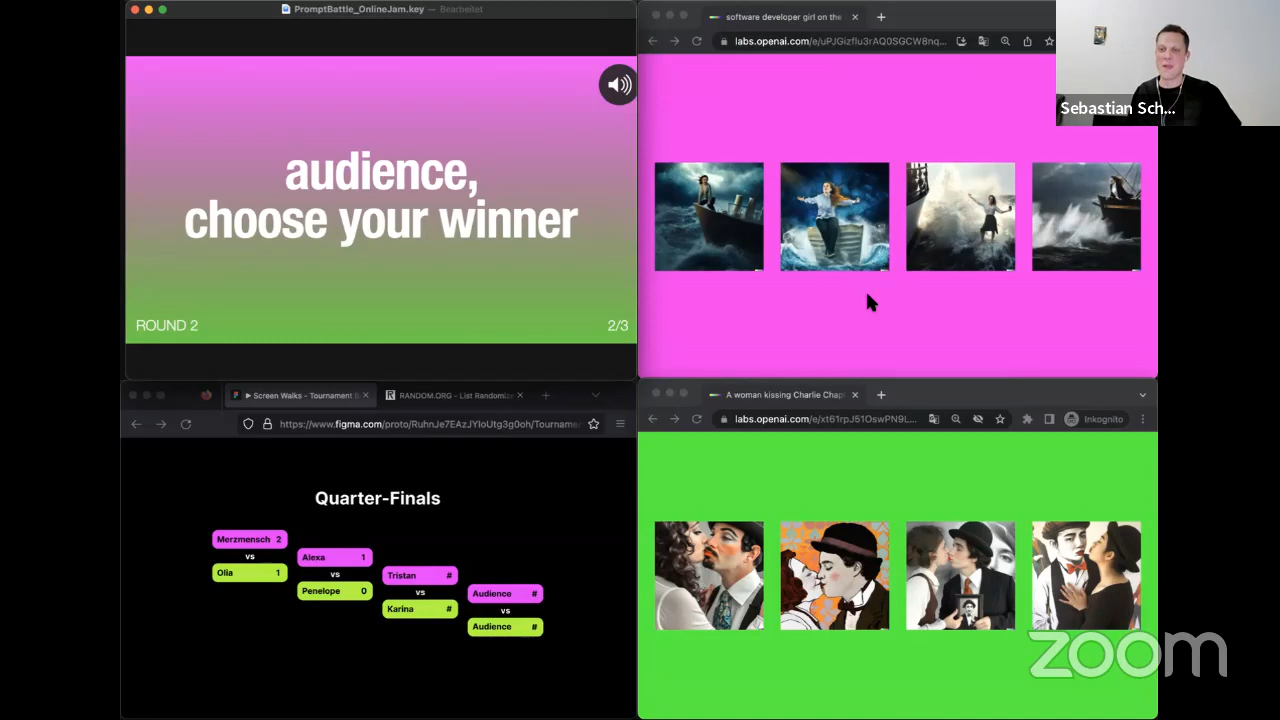 PromptBattle_OnlineJam.key — Bearbeitet
audience,
choose your winner
ROUND 2
2/3
software developer girl on the
labs.openai.com/e/uPJGizflu3rAQ0SGCW8nq...
Sebastian Sch...
Screen Walks - Tournament B
RANDOM.ORG - List Randomiz
https://www.figma.com/proto/RuhnJe7EAzJYIoUtg3g0oh/Tourname
Quarter-Finals
Merzmensch 2
vs
Olia 1
Alexa 1
vs
Penelope 0
Tristan #
vs
Karina #
Audience #
vs
Audience #
A woman kissing Charlie Chap
labs.openai.com/e/xt61rpJ51OswPN9L...
Inkognito
zoom